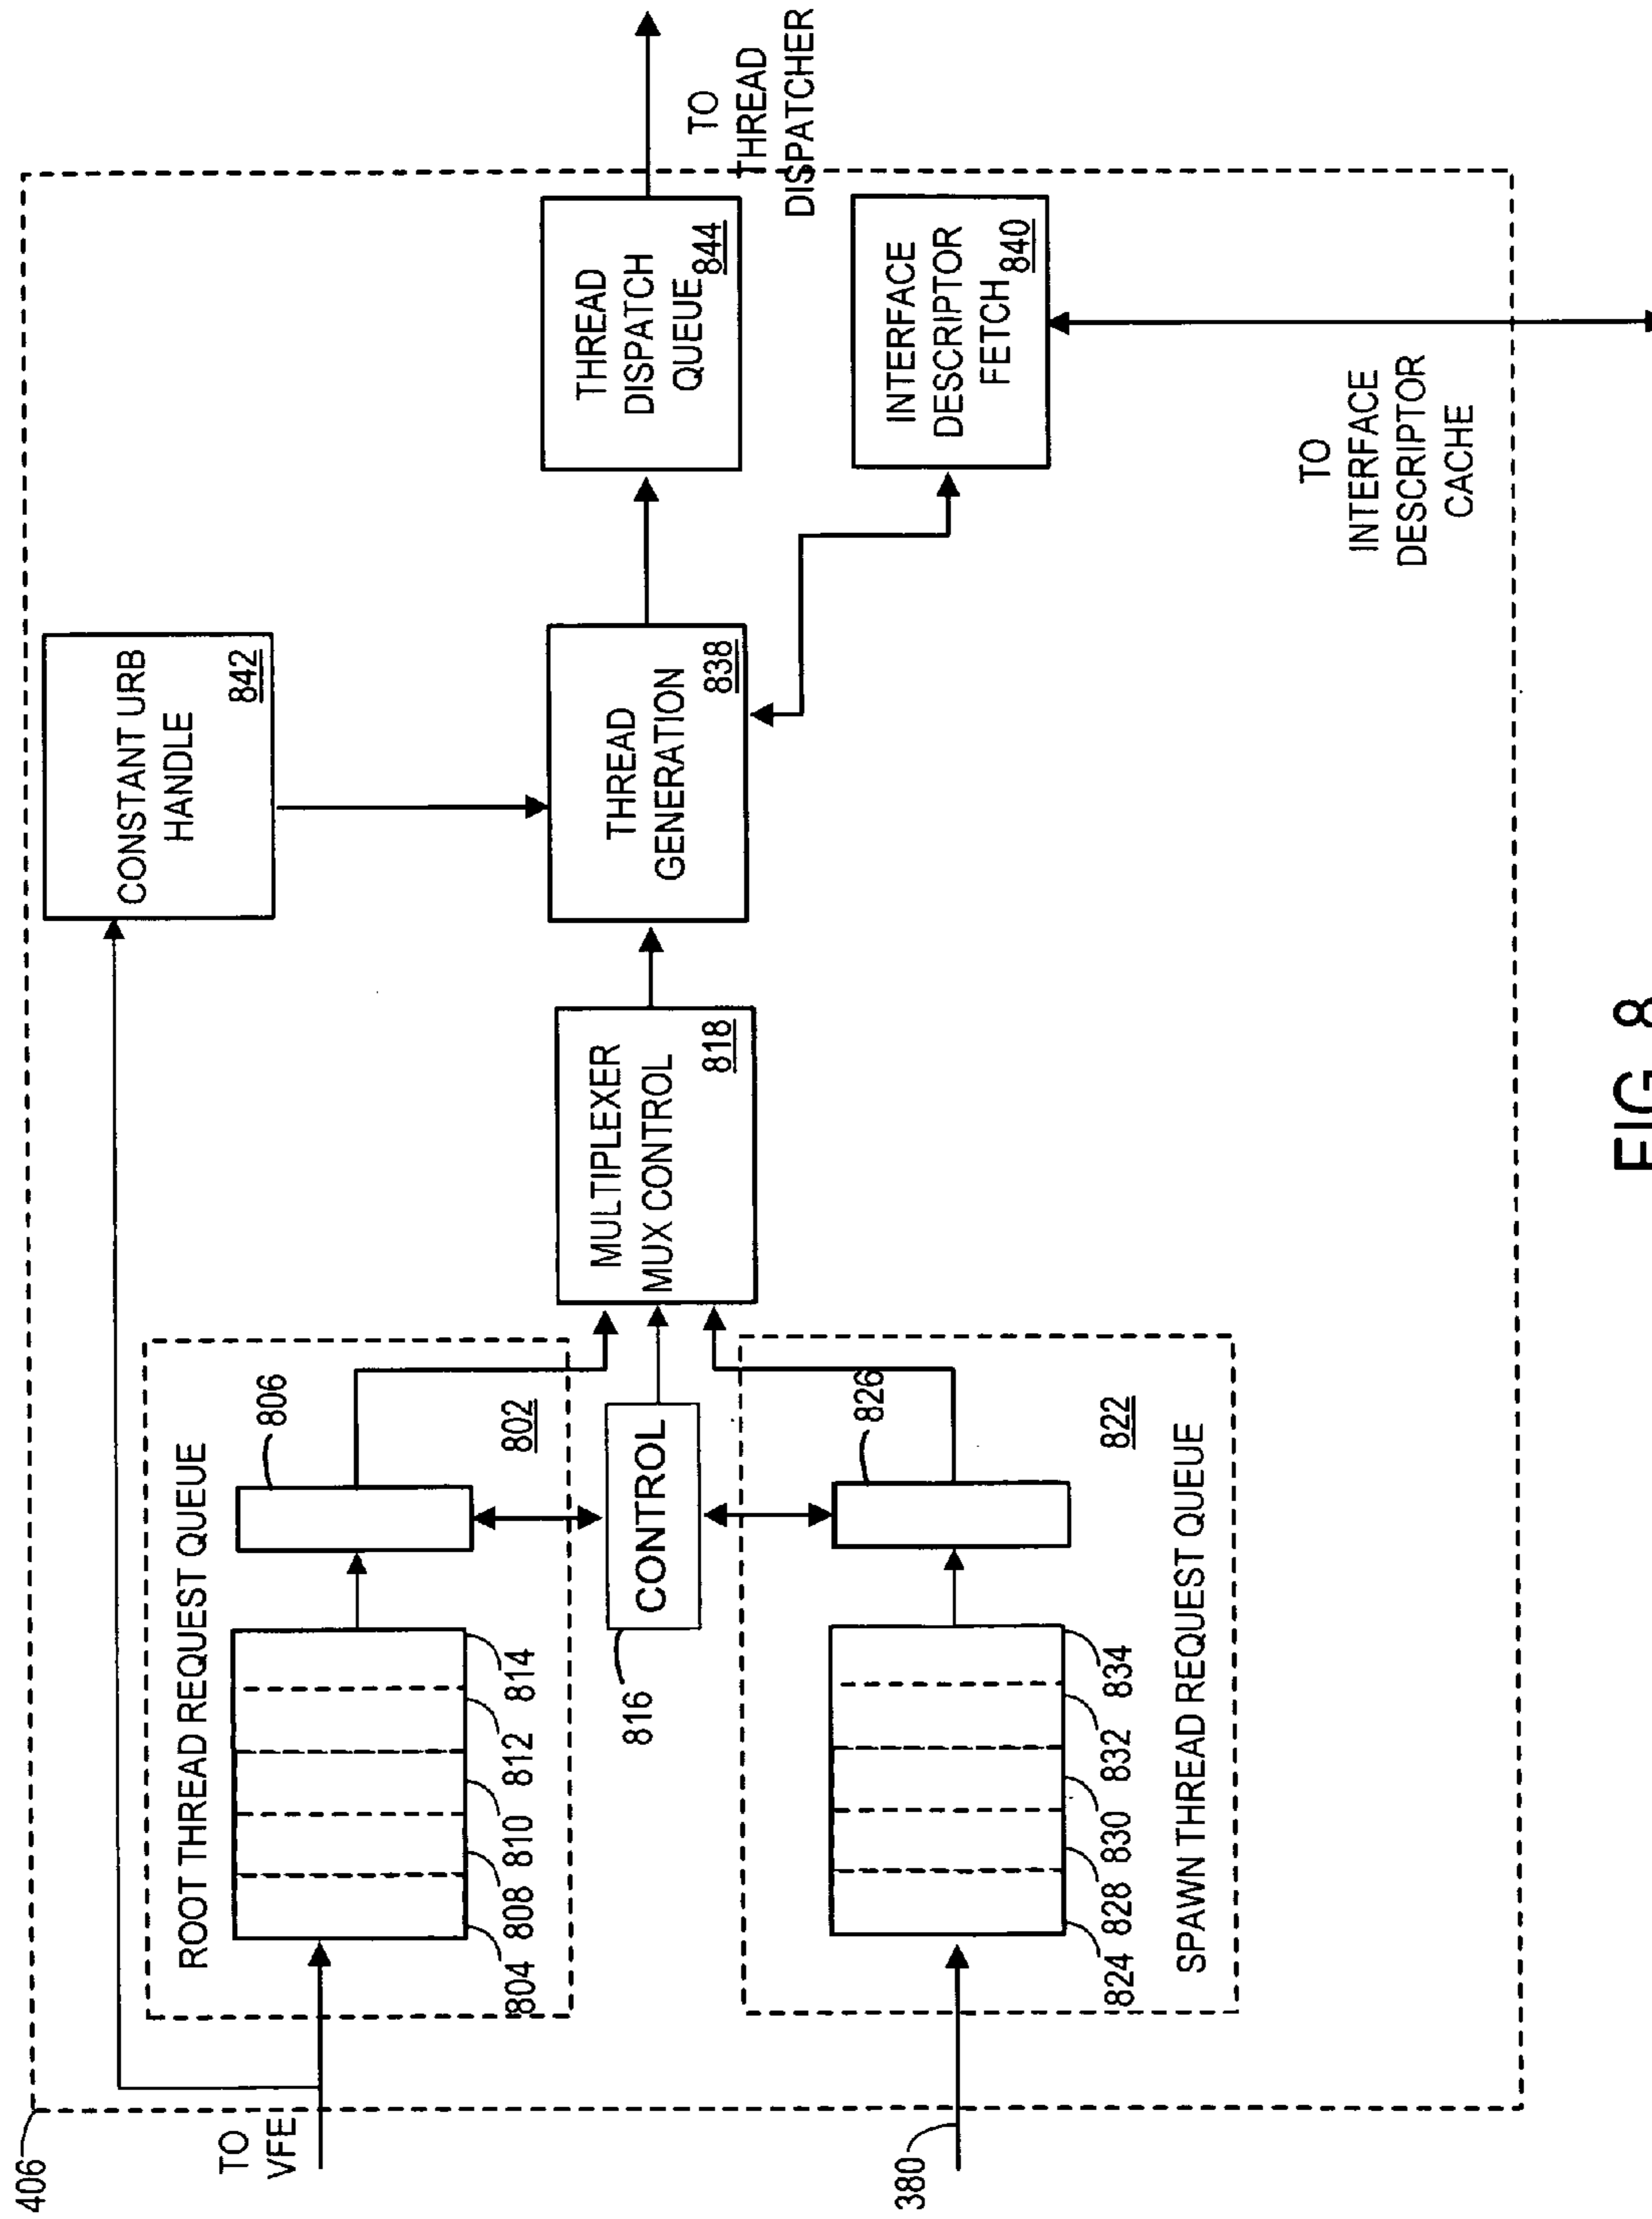 406
TO
VFE
380
ROOT THREAD REQUEST QUEUE
804
808
810
812
814
806
802
816
CONTROL
824
828
830
832
834
826
822
SPAWN THREAD REQUEST QUEUE
MULTIPLEXER
MUX CONTROL
818
CONSTANT URB
HANDLE
842
THREAD
GENERATION
838
THREAD
DISPATCH
QUEUE
844
TO
THREAD
DISPATCHER
INTERFACE
DESCRIPTOR
FETCH
840
TO
INTERFACE
DESCRIPTOR
CACHE
FIG. 8